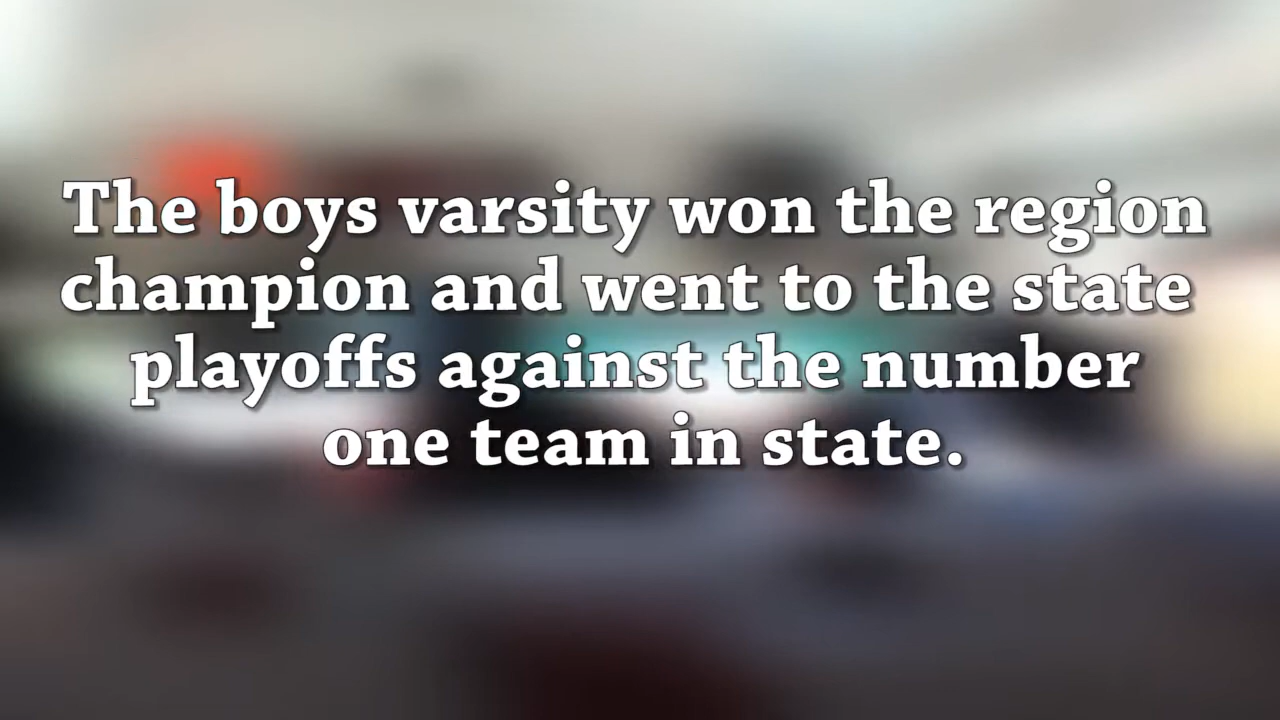 The boys varsity won the region
champion and went to the state
playoffs against the number
one team in state.